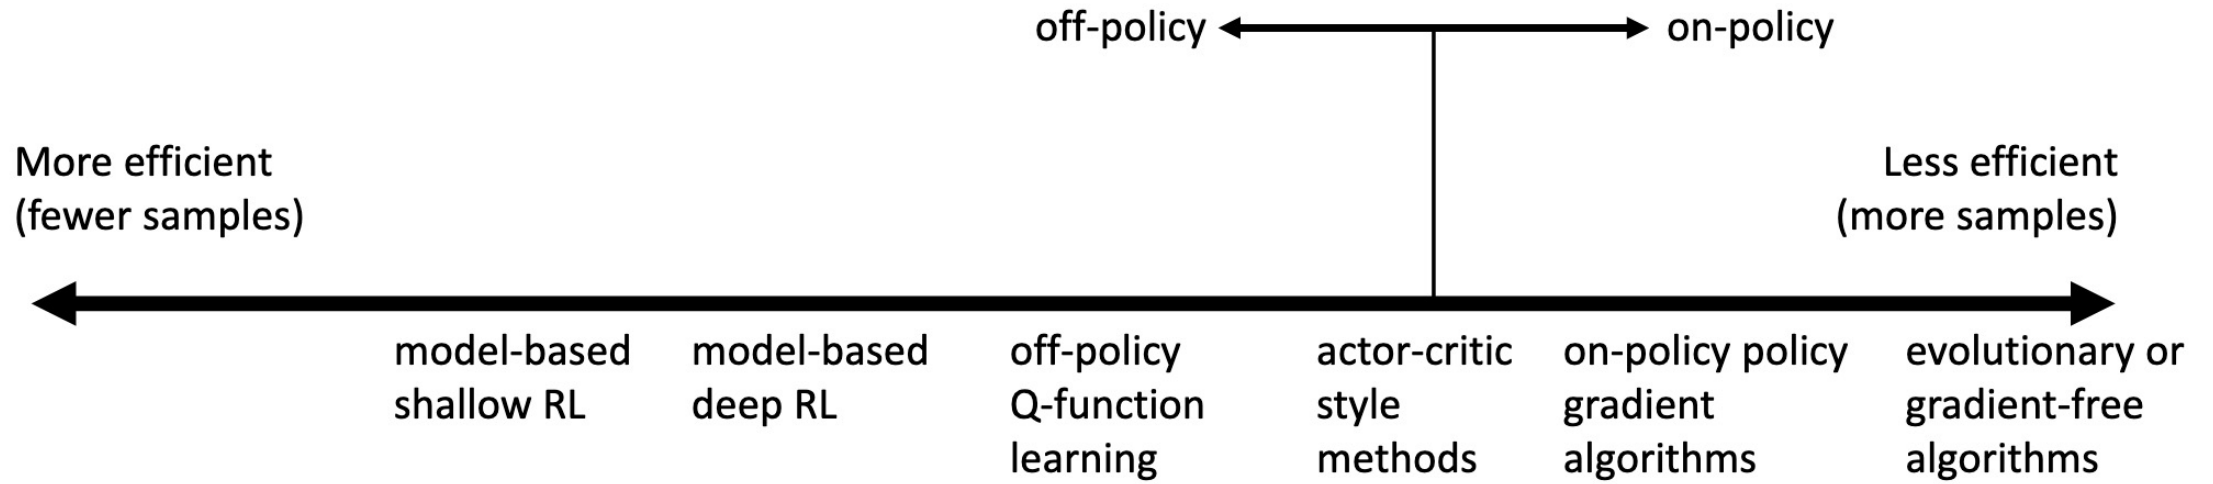 off-policy
on-policy
More efficient
(fewer samples)
Less efficient
(more samples)
model-based
shallow RL
model-based
deep RL
off-policy
Q-function
learning
actor-critic
style
methods
on-policy policy
gradient
algorithms
evolutionary or
gradient-free
algorithms